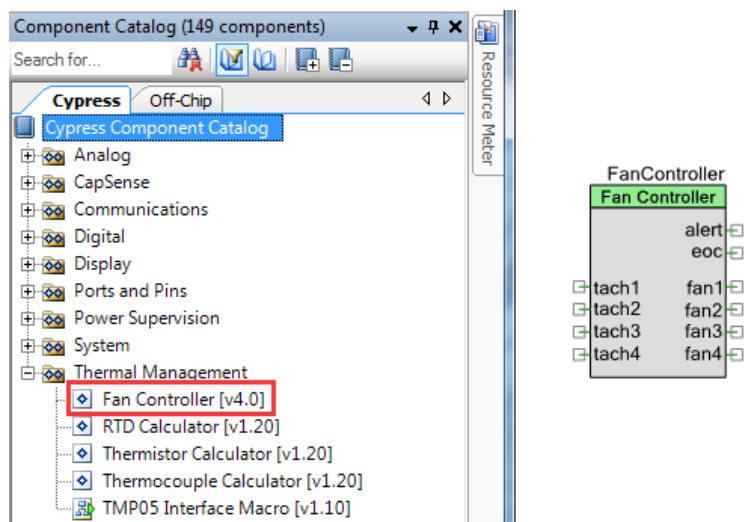 Component Catalog (149 components)
Search for...
Cypress
Off-Chip
Cypress Component Catalog
Analog
CapSense
Communications
Digital
Display
Ports and Pins
Power Supervision
System
Thermal Management
Fan Controller [v4.0]
RTD Calculator [v1.20]
Thermistor Calculator [v1.20]
Thermocouple Calculator [v1.20]
TMP05 Interface Macro [v1.10]
Resource Meter
FanController
Fan Controller
alert
eoc
tach1 fan1
tach2 fan2
tach3 fan3
tach4 fan4